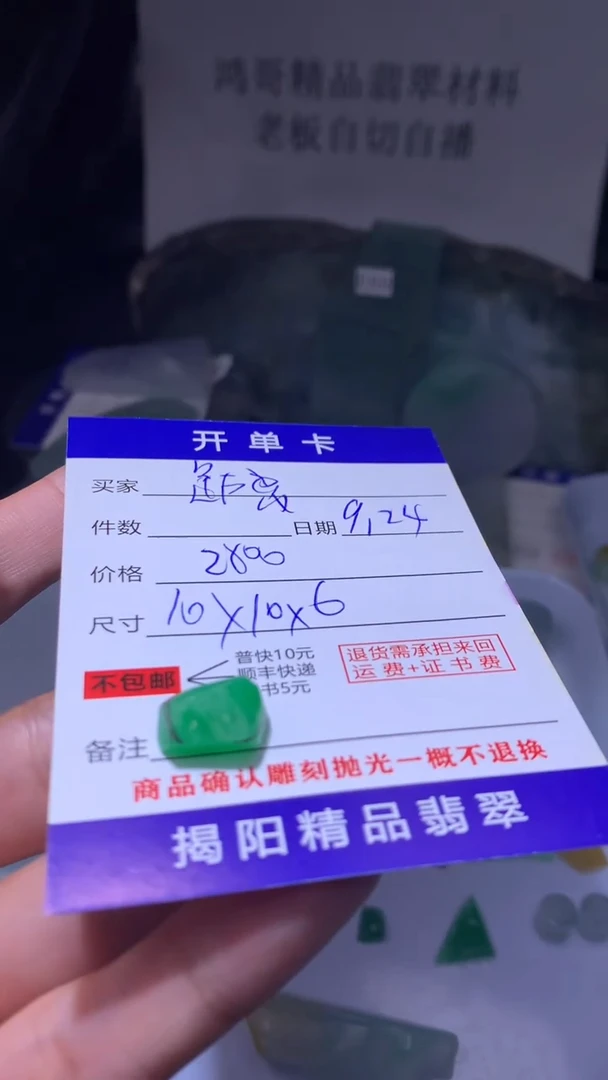 鸿哥精品翡翠材料
老板自切自播
开单卡
买家
件数 日期 9,24
价格 2800
尺寸 10X10x6
不包邮
普快10元
顺丰快递
书5元
退货需承担来回
运费+证书费
备注
商品确认雕刻抛光一概不退换
揭阳精品翡翠